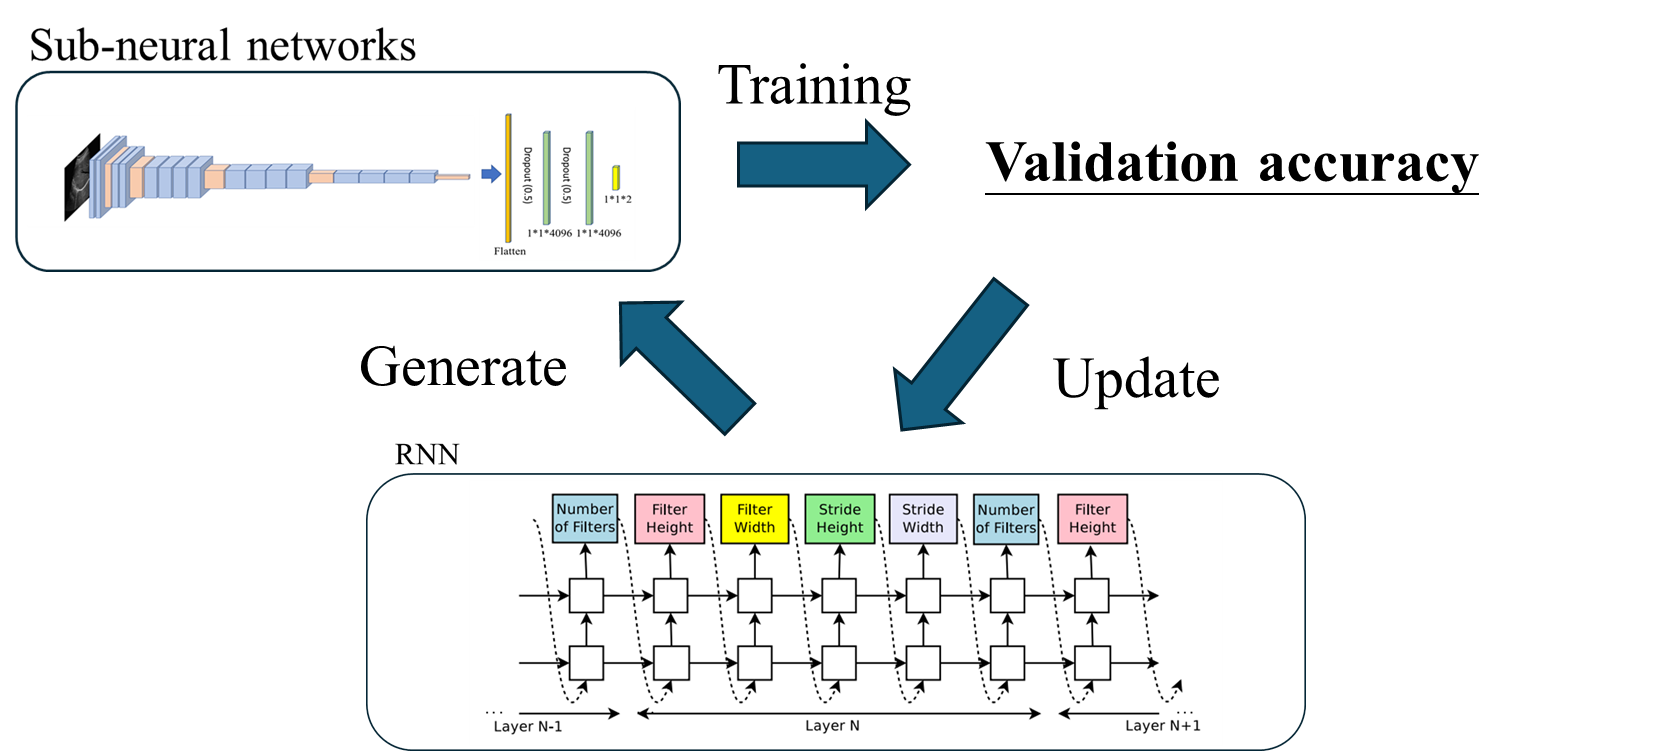 Sub-neural networks
Training
Validation accuracy
Dropout (0.5)
Dropout (0.5)
1*1*2
1*1*4096 1*1*4096
Flatten
Generate
Update
RNN
Number
of Filters
Filter
Height
Filter
Width
Stride
Height
Stride
Width
Number
of Filters
Filter
Height
...
Layer N-1
Layer N
...
Layer N+1